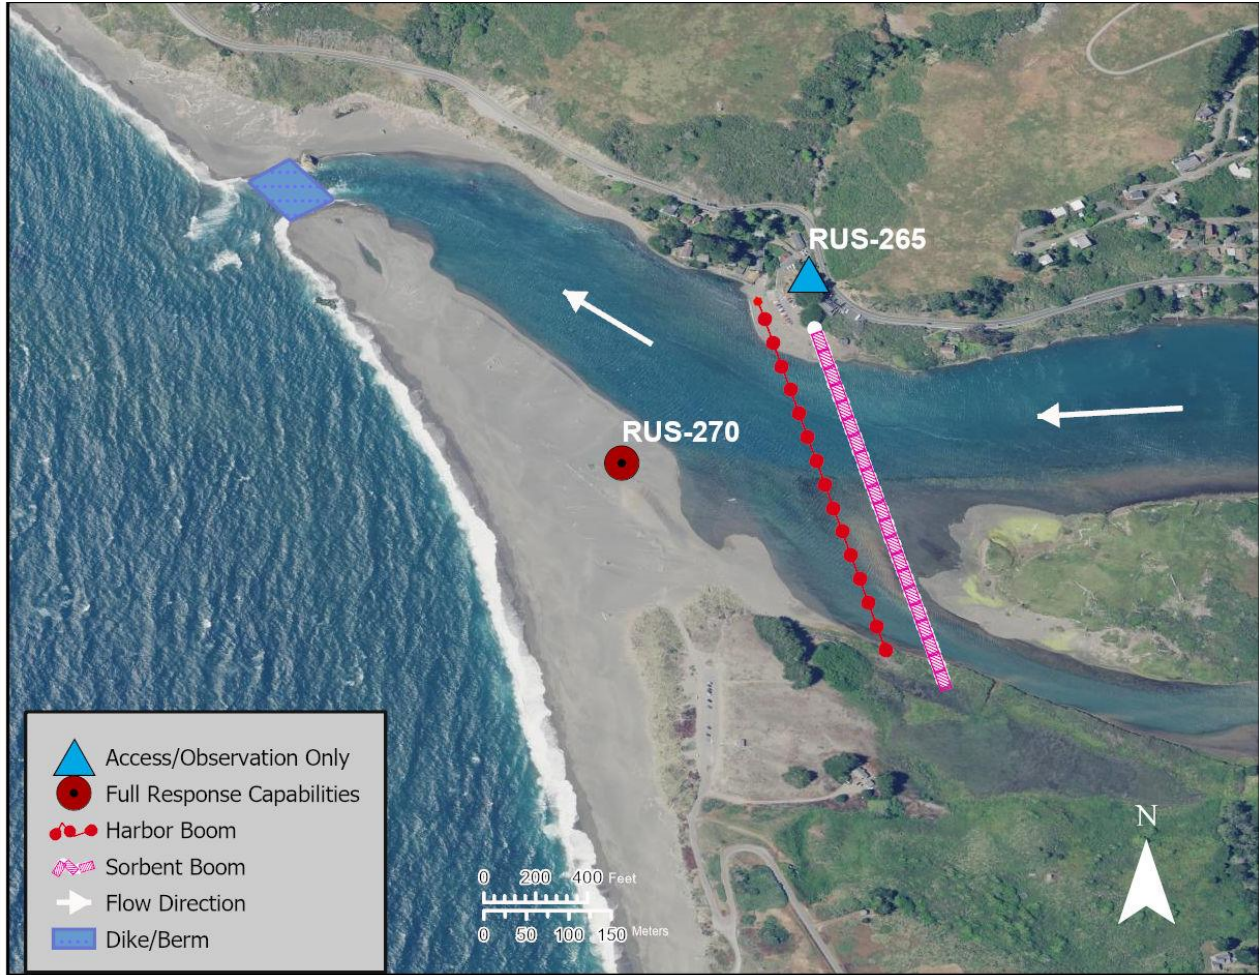 RUS-265
RUS-270
Access/Observation Only
Full Response Capabilities
Harbor Boom
Sorbent Boom
Flow Direction
Dike/Berm
0 200 400 Feet
0 50 100 150 Meters
N